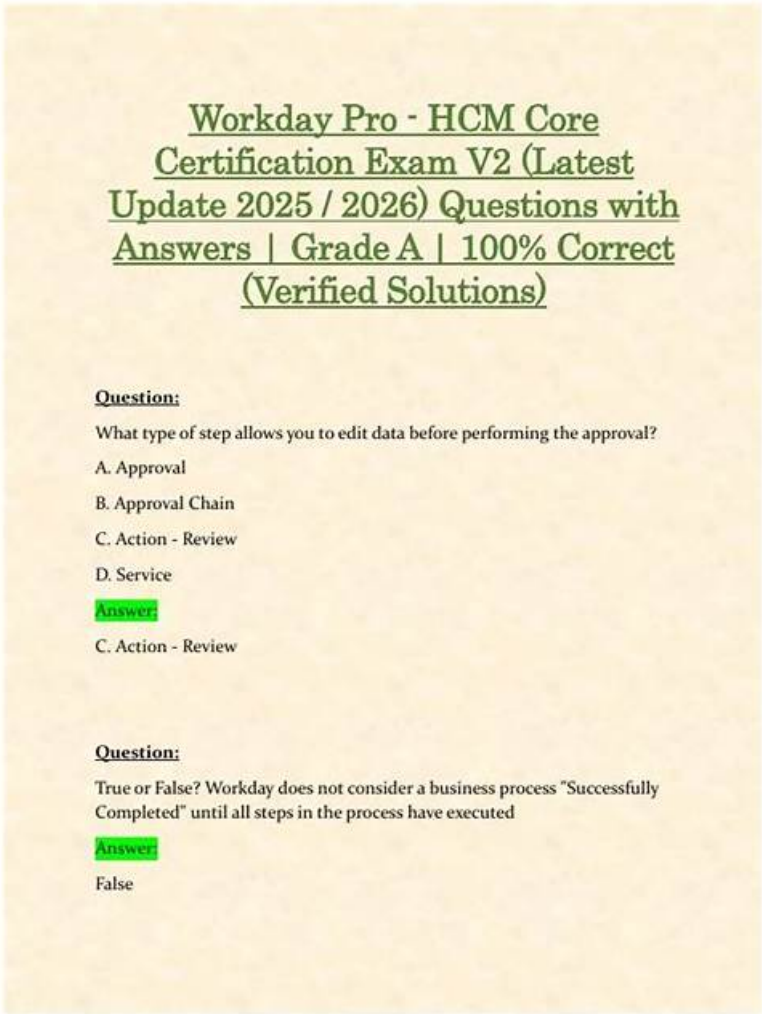 Workday Pro - HCM Core
Certification Exam V2 (Latest
Update 2025 / 2026) Questions with
Answers | Grade A | 100% Correct
(Verified Solutions)
Question:
What type of step allows you to edit data before performing the approval?
A. Approval
B. Approval Chain
C. Action - Review
D. Service
Answer:
C. Action - Review
Question:
True or False? Workday does not consider a business process "Successfully
Completed" until all steps in the process have executed
Answer:
False